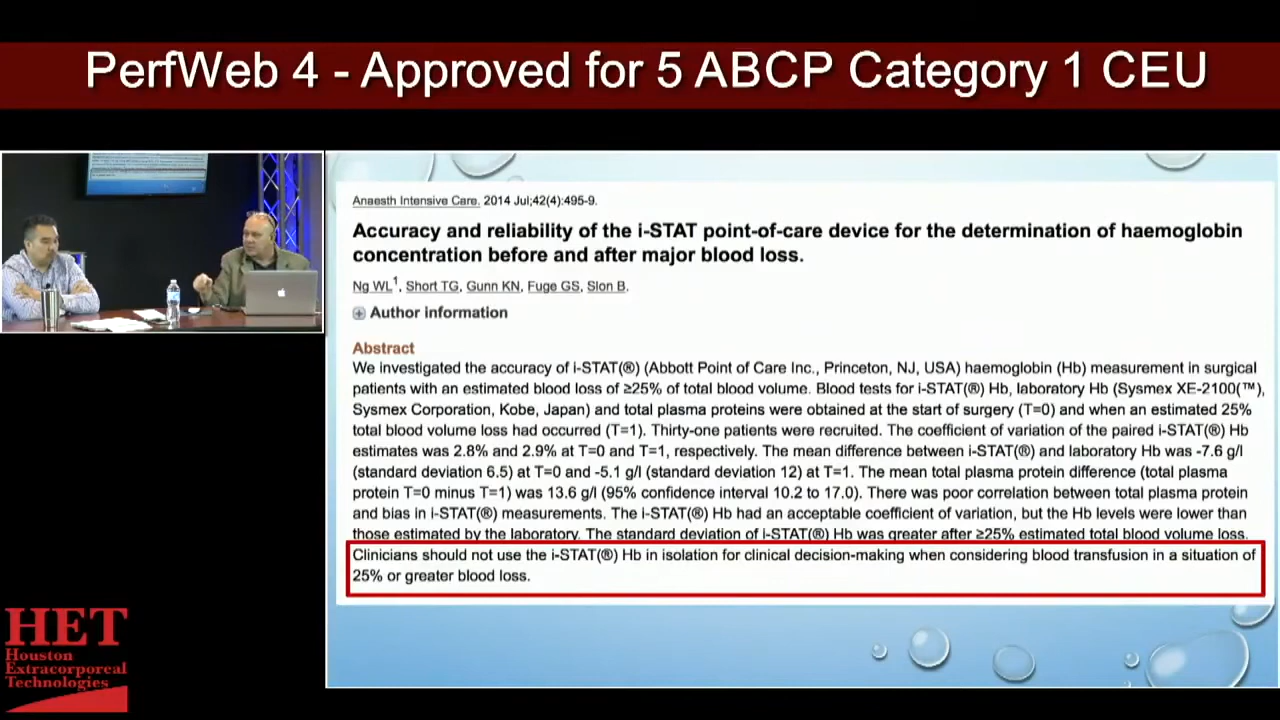 PerfWeb 4 - Approved for 5 ABCP Category 1 CEU
Anaesth Intensive Care. 2014 Jul;42(4):495-9.
Accuracy and reliability of the i-STAT point-of-care device for the determination of haemoglobin
concentration before and after major blood loss.
Ng WL1, Short TG, Gunn KN, Fuge GS, Slon B.
Author information
Abstract
We investigated the accuracy of i-STAT(®) (Abbott Point of Care Inc., Princeton, NJ, USA) haemoglobin (Hb) measurement in surgical
patients with an estimated blood loss of ≥25% of total blood volume. Blood tests for i-STAT(®) Hb, laboratory Hb (Sysmex XE-2100(™),
Sysmex Corporation, Kobe, Japan) and total plasma proteins were obtained at the start of surgery (T=0) and when an estimated 25%
total blood volume loss had occurred (T=1). Thirty-one patients were recruited. The coefficient of variation of the paired i-STAT(®) Hb
estimates was 2.8% and 2.9% at T=0 and T=1, respectively. The mean difference between i-STAT(®) and laboratory Hb was -7.6 g/l
(standard deviation 6.5) at T=0 and -5.1 g/l (standard deviation 12) at T=1. The mean total plasma protein difference (total plasma
protein T=0 minus T=1) was 13.6 g/l (95% confidence interval 10.2 to 17.0). There was poor correlation between total plasma protein
and bias in i-STAT(®) measurements. The i-STAT(®) Hb had an acceptable coefficient of variation, but the Hb levels were lower than
those estimated by the laboratory. The standard deviation of i-STAT(®) Hb was greater after ≥25% estimated total blood volume loss.
Clinicians should not use the i-STAT(®) Hb in isolation for clinical decision-making when considering blood transfusion in a situation of
25% or greater blood loss.
HET
Houston
Extracorporeal
Technologies